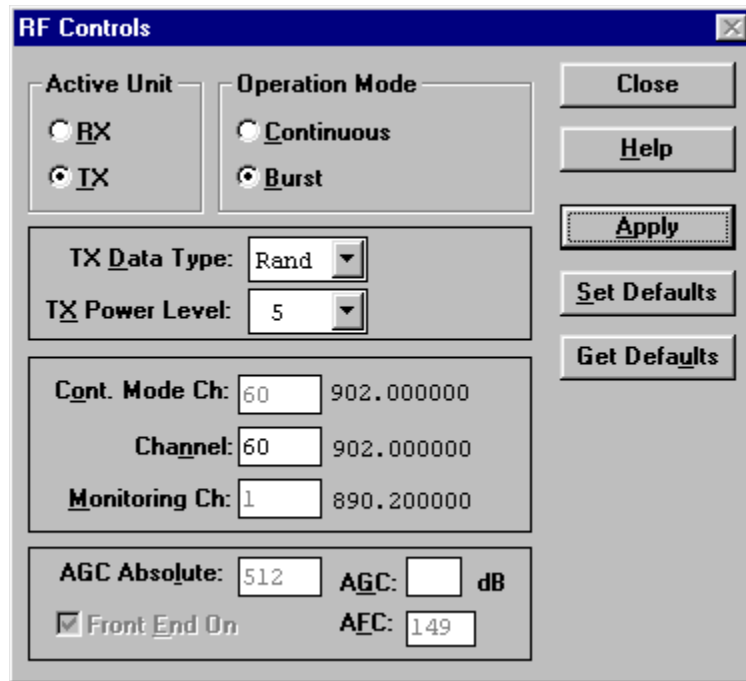 RF Controls
Active Unit
RX
TX
Operation Mode
Continuous
Burst
Close
Help
Apply
Set Defaults
Get Defaults
TX Data Type: Rand
TX Power Level: 5
Cont. Mode Ch: 60 902.000000
Channel: 60 902.000000
Monitoring Ch: 1 890.200000
AGC Absolute: 512 AGC: dB
Front End On AFC: 149